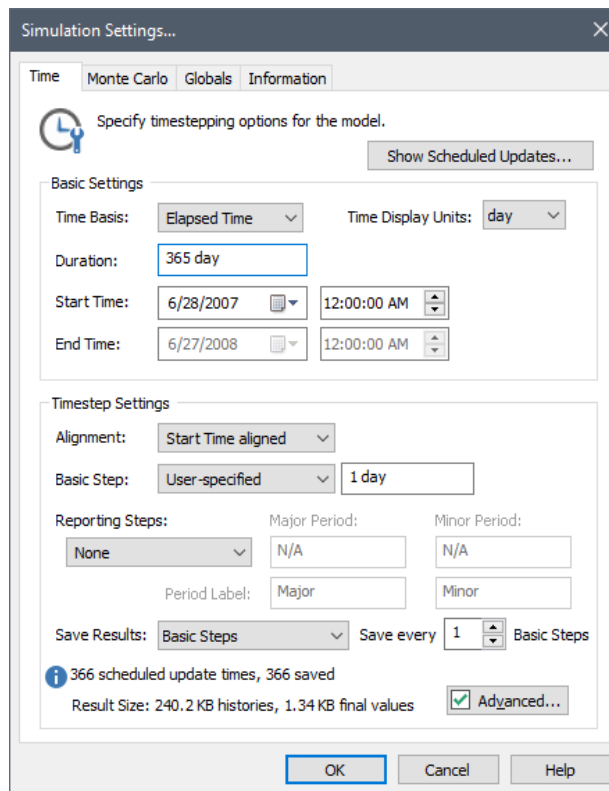 Simulation Settings...
Time Monte Carlo Globals Information
Specify timestepping options for the model.
Show Scheduled Updates...
Basic Settings
Time Basis: Elapsed Time Time Display Units: day
Duration: 365 day
Start Time: 6/28/2007 12:00:00 AM
End Time: 6/27/2008 12:00:00 AM
Timestep Settings
Alignment: Start Time aligned
Basic Step: User-specified 1 day
Reporting Steps: Major Period: Minor Period:
None N/A N/A
Period Label: Major Minor
Save Results: Basic Steps Save every 1 Basic Steps
366 scheduled update times, 366 saved
Result Size: 240.2 KB histories, 1.34 KB final values Advanced...
OK Cancel Help